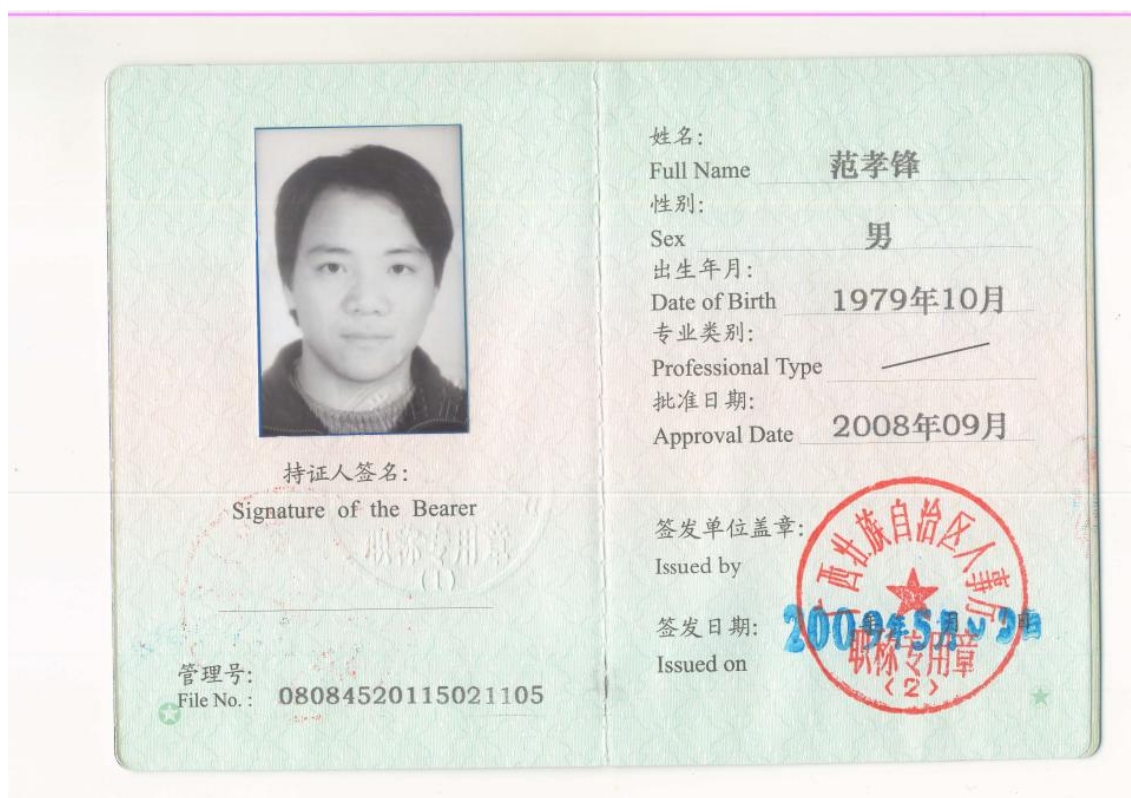 持证人签名:
Signature of the Bearer
管理号:
File No. : 08084520115021105
姓名:
Full Name 范孝锋
性别:
Sex 男
出生年月:
Date of Birth 1979年10月
专业类别:
Professional Type
批准日期:
Approval Date 2008年09月
签发单位盖章:
Issued by
广西壮族自治区人事厅
职称专用章
(2)
签发日期:
Issued on